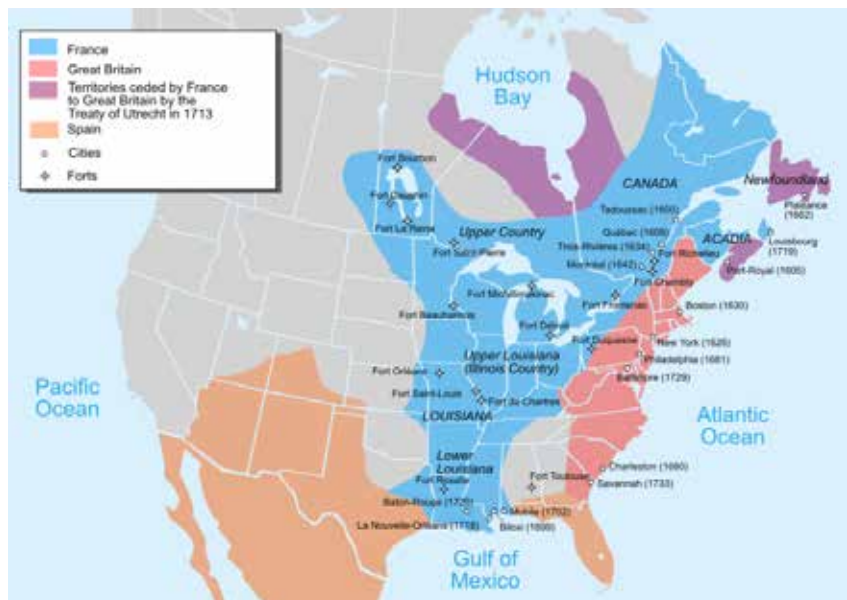 France
Great Britain
Territories ceded by France
to Great Britain by the
Treaty of Utrecht in 1713
Spain
Cities
Forts
Hudson
Bay
Fort Bourbon
Fort Dauphin
Fort La Reine
Upper Country
Fort Saint-Pierre
CANADA
Newfoundland
Plaisance
(1662)
Tadoussac (1600)
Québec (1608)
Trois-Rivières (1634)
Montréal (1642)
Fort Richelieu
ACADIA
Louisbourg
(1719)
Port-Royal (1605)
Fort Chambly
Fort Michilimakinac
Fort Frontenac
Boston (1630)
Fort Beauharnois
Fort Detroit
Fort Duquesne
New York (1626)
Philadelphia (1681)
Baltimore (1729)
Upper Louisiana
(Illinois Country)
Fort Orléans
Fort Saint-Louis
Fort de Chartres
LOUISIANA
Pacific
Ocean
Atlantic
Ocean
Lower
Louisiana
Fort Rosalie
Fort Toulouse
Charleston (1680)
Savannah (1733)
Baton-Rouge
Mobile (1702)
La Nouvelle-Orléans (1718)
Biloxi (1699)
Gulf of
Mexico